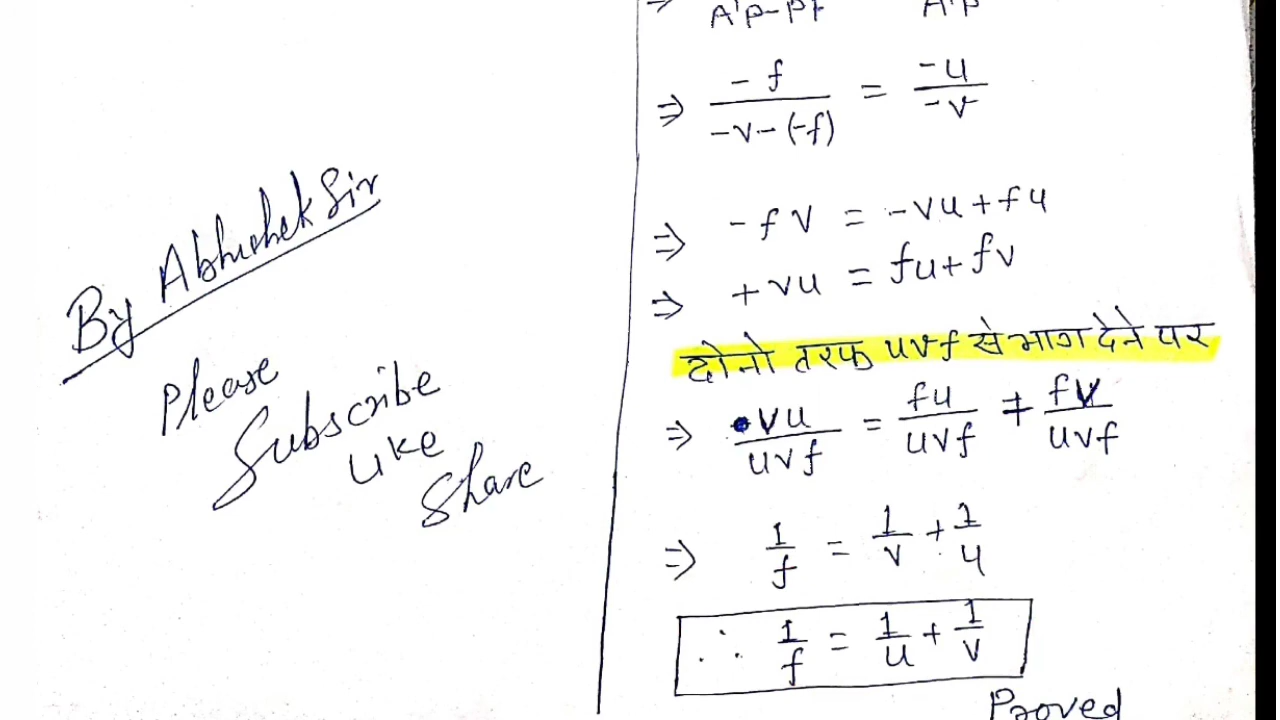 By Abhishek Sir
Please
Subscribe
Like
Share
⇒ A'P-PF A'P
⇒ -f/(-v-(-f)) = -u/-v
⇒ -fv = -vu+fu
⇒ +vu = fu+fv
दोनो तरफ uvf से भाग देने पर
⇒ vu/uvf = fu/uvf + fv/uvf
⇒ 1/f = 1/v + 1/u
∴ 1/f = 1/u + 1/v
Proved